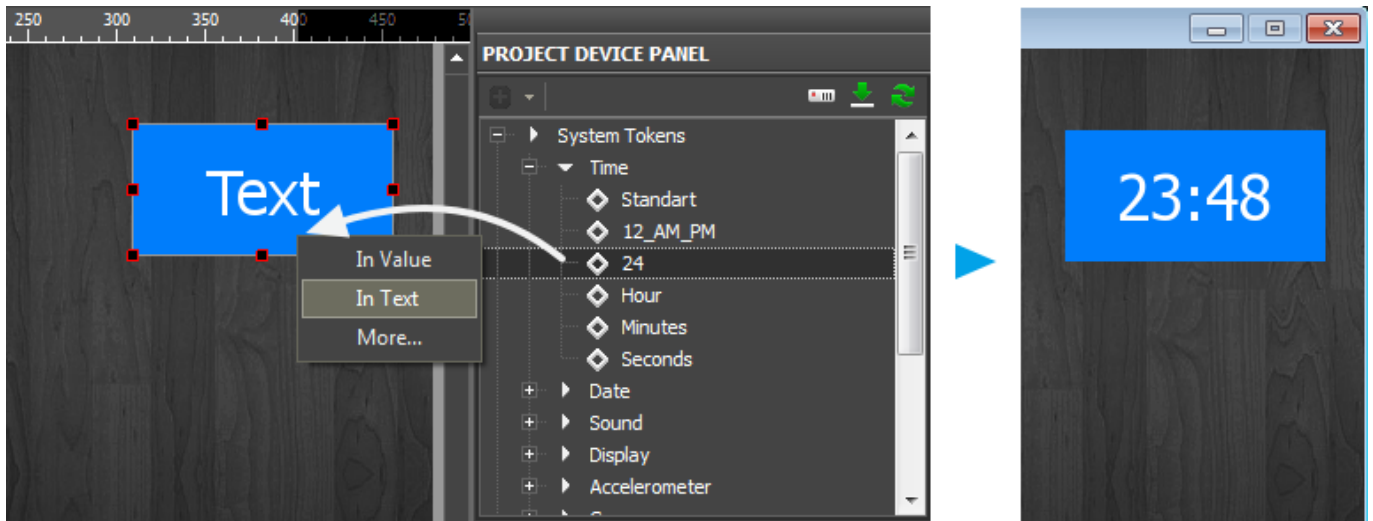 250 300 350 400 450
PROJECT DEVICE PANEL
System Tokens
Time
Standart
12_AM_PM
24
Hour
Minutes
Seconds
Date
Sound
Display
Accelerometer
Text
In Value
In Text
More...
23:48